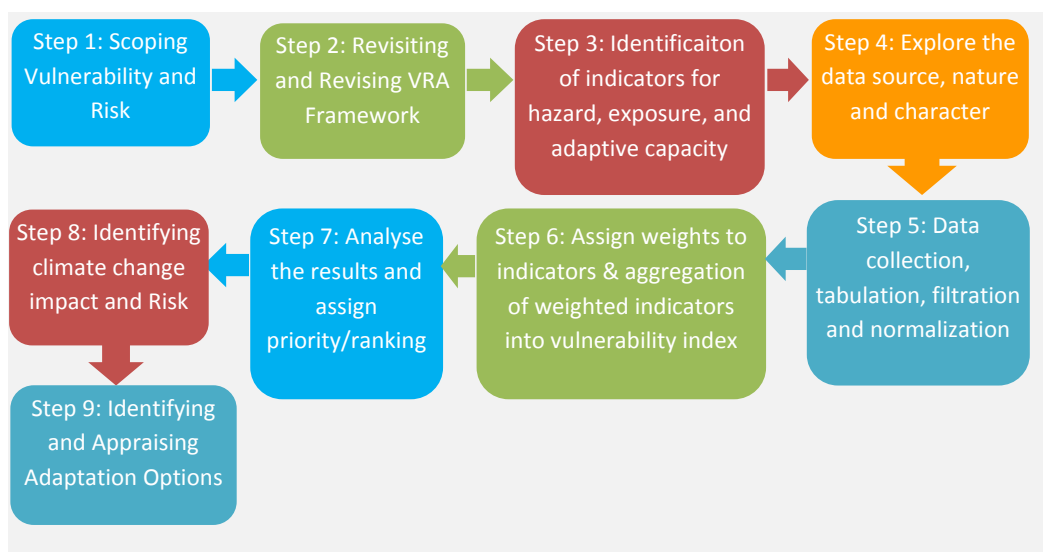 Step 1: Scoping
Vulnerability and
Risk
Step 2: Revisiting
and Revising VRA
Framework
Step 3: Identificaiton
of indicators for
hazard, exposure, and
adaptive capacity
Step 4: Explore the
data source, nature
and character
Step 5: Data
collection,
tabulation, filtration
and normalization
Step 6: Assign weights to
indicators & aggregation
of weighted indicators
into vulnerability index
Step 7: Analyse
the results and
assign
priority/ranking
Step 8: Identifying
climate change
impact and Risk
Step 9: Identifying
and Appraising
Adaptation Options